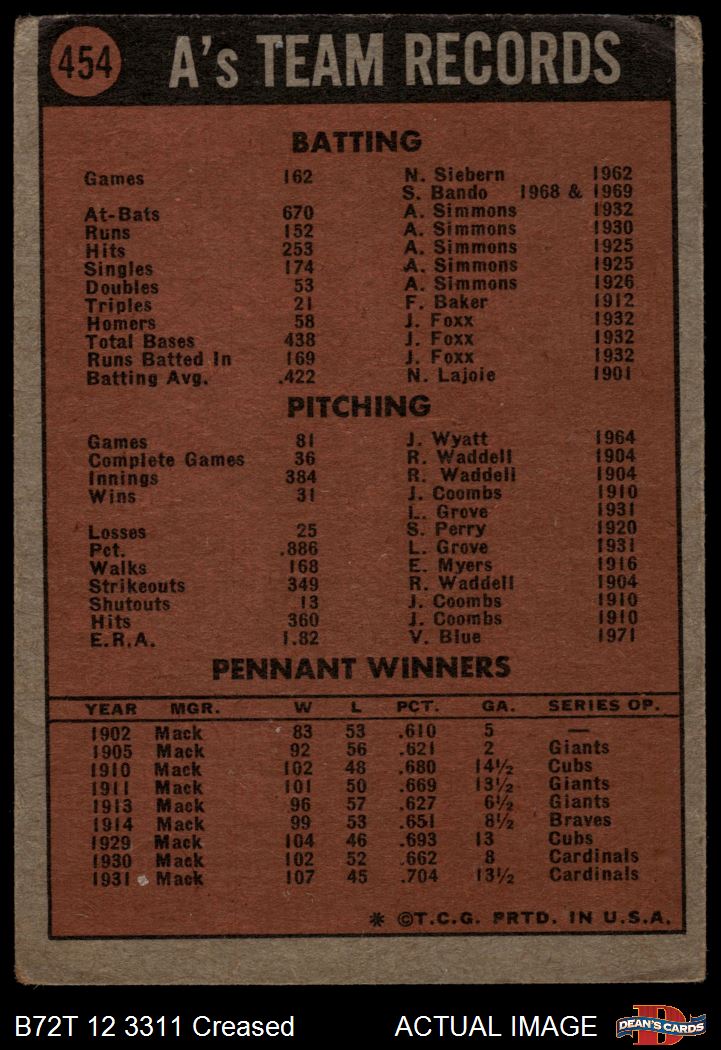 454 A's TEAM RECORDS
BATTING
Games 162 N. Siebern 1962
S. Bando 1968 & 1969
At-Bats 670 A. Simmons 1932
Runs 152 A. Simmons 1930
Hits 253 A. Simmons 1925
Singles 174 A. Simmons 1925
Doubles 53 A. Simmons 1926
Triples 21 F. Baker 1912
Homers 58 J. Foxx 1932
Total Bases 438 J. Foxx 1932
Runs Batted In 169 J. Foxx 1932
Batting Avg. .422 N. Lajoie 1901
PITCHING
Games 81 J. Wyatt 1964
Complete Games 36 R. Waddell 1904
Innings 384 R. Waddell 1904
Wins 31 J. Coombs 1910
L. Grove 1931
Losses 25 S. Perry 1920
Pct. .886 L. Grove 1931
Walks 168 E. Myers 1916
Strikeouts 349 R. Waddell 1904
Shutouts 13 J. Coombs 1910
Hits 360 J. Coombs 1910
E.R.A. 1.82 V. Blue 1971
PENNANT WINNERS
YEAR MGR. W L PCT. GA. SERIES OP.
1902 Mack 83 53 .610 5 —
1905 Mack 92 56 .621 2 Giants
1910 Mack 102 48 .680 14½ Cubs
1911 Mack 101 50 .669 13½ Giants
1913 Mack 96 57 .627 6½ Giants
1914 Mack 99 53 .651 8½ Braves
1929 Mack 104 46 .693 13 Cubs
1930 Mack 102 52 .662 8 Cardinals
1931 Mack 107 45 .704 13½ Cardinals
* ©T.C.G. PRTD. IN U.S.A.
B72T 12 3311 Creased ACTUAL IMAGE DEAN'S CARDS